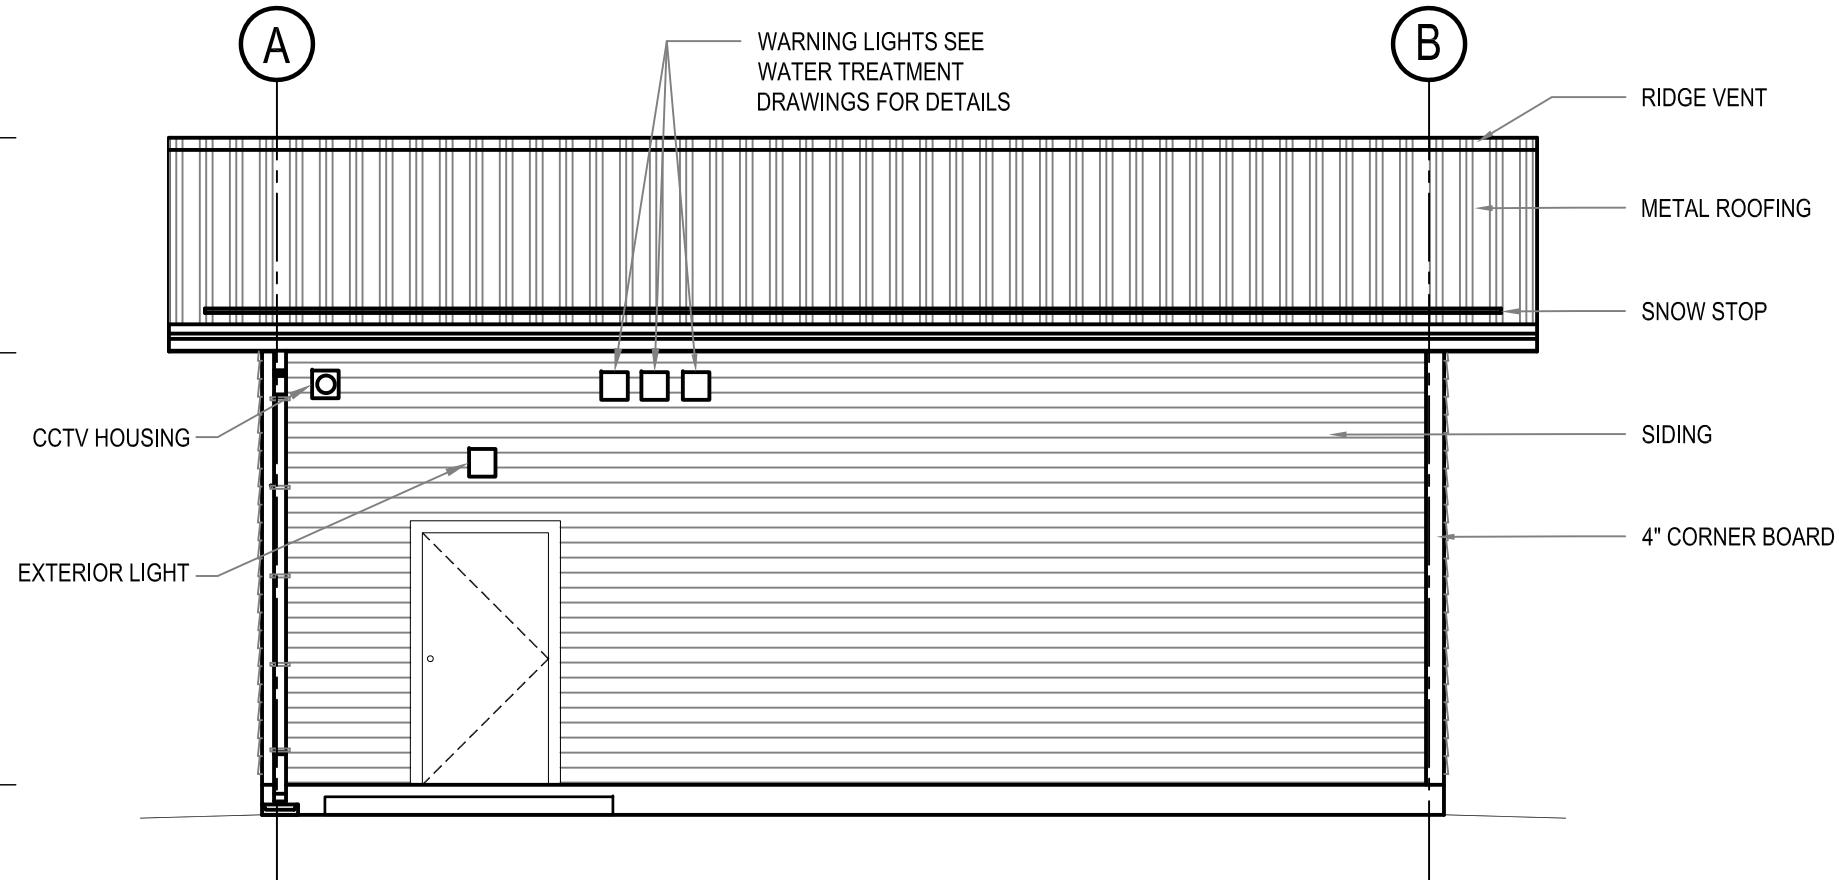 A
B
WARNING LIGHTS SEE
WATER TREATMENT
DRAWINGS FOR DETAILS
RIDGE VENT
METAL ROOFING
SNOW STOP
CCTV HOUSING
SIDING
4" CORNER BOARD
EXTERIOR LIGHT